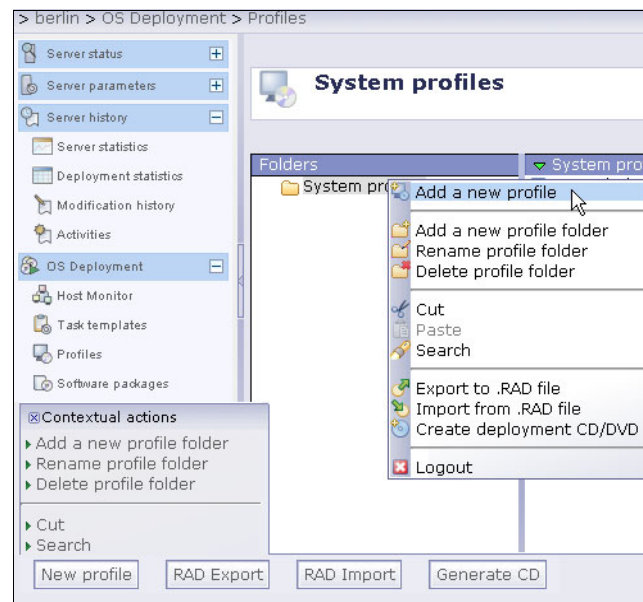 > berlin > OS Deployment > Profiles
Server status
Server parameters
Server history
Server statistics
Deployment statistics
Modification history
Activities
OS Deployment
Host Monitor
Task templates
Profiles
Software packages
Contextual actions
Add a new profile folder
Rename profile folder
Delete profile folder
Cut
Search
System profiles
Folders
System pro
System pro
Add a new profile
Add a new profile folder
Rename profile folder
Delete profile folder
Cut
Paste
Search
Export to .RAD file
Import from .RAD file
Create deployment CD/DVD
Logout
New profile
RAD Export
RAD Import
Generate CD